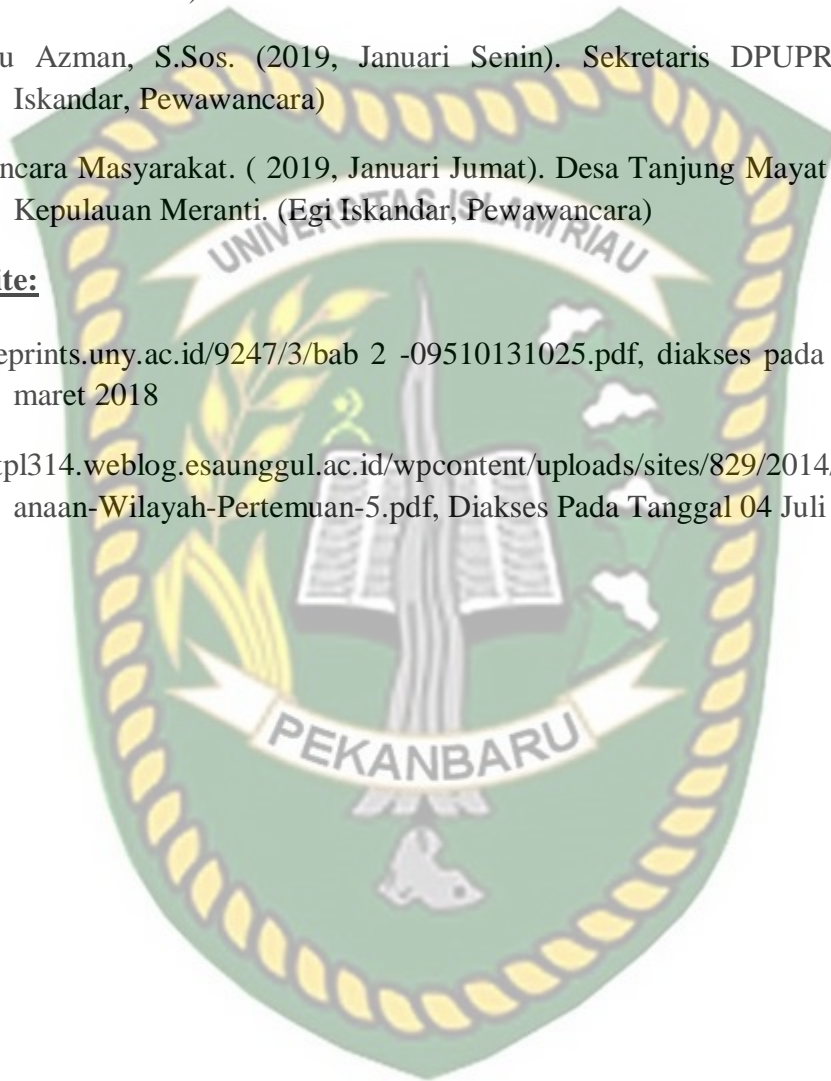 u Azman, S.Sos. (2019, Januari Senin). Sekretaris DPUPR
Iskandar, Pewawancara)
ncara Masyarakat. ( 2019, Januari Jumat). Desa Tanjung Mayat
Kepulauan Meranti. (Egi Iskandar, Pewawancara)
UNIVERSITAS ISLAM RIAU
ite:
eprints.uny.ac.id/9247/3/bab 2 -09510131025.pdf, diakses pada
maret 2018
tpl314.weblog.esaunggul.ac.id/wpcontent/uploads/sites/829/2014/
anaan-Wilayah-Pertemuan-5.pdf, Diakses Pada Tanggal 04 Juli
PEKANBARU